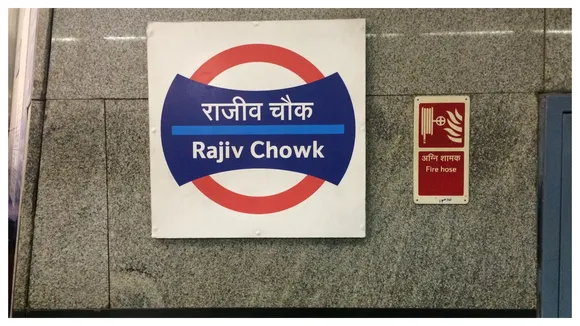 राजीव चौक
Rajiv Chowk
अग्नि शामक
Fire hose